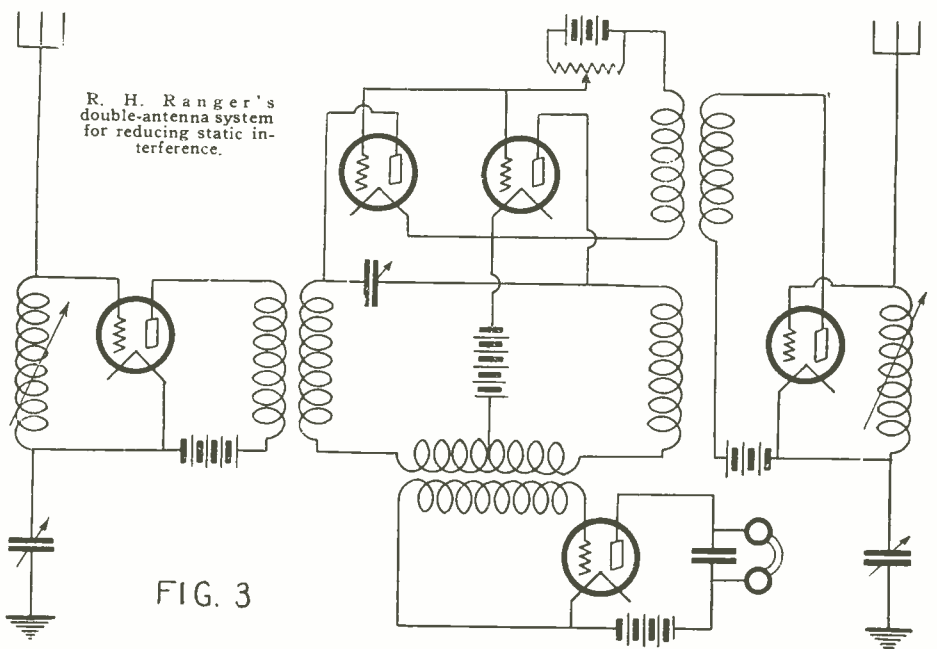 R. H. Ranger's
double-antenna system
for reducing static in-
terference.
FIG. 3